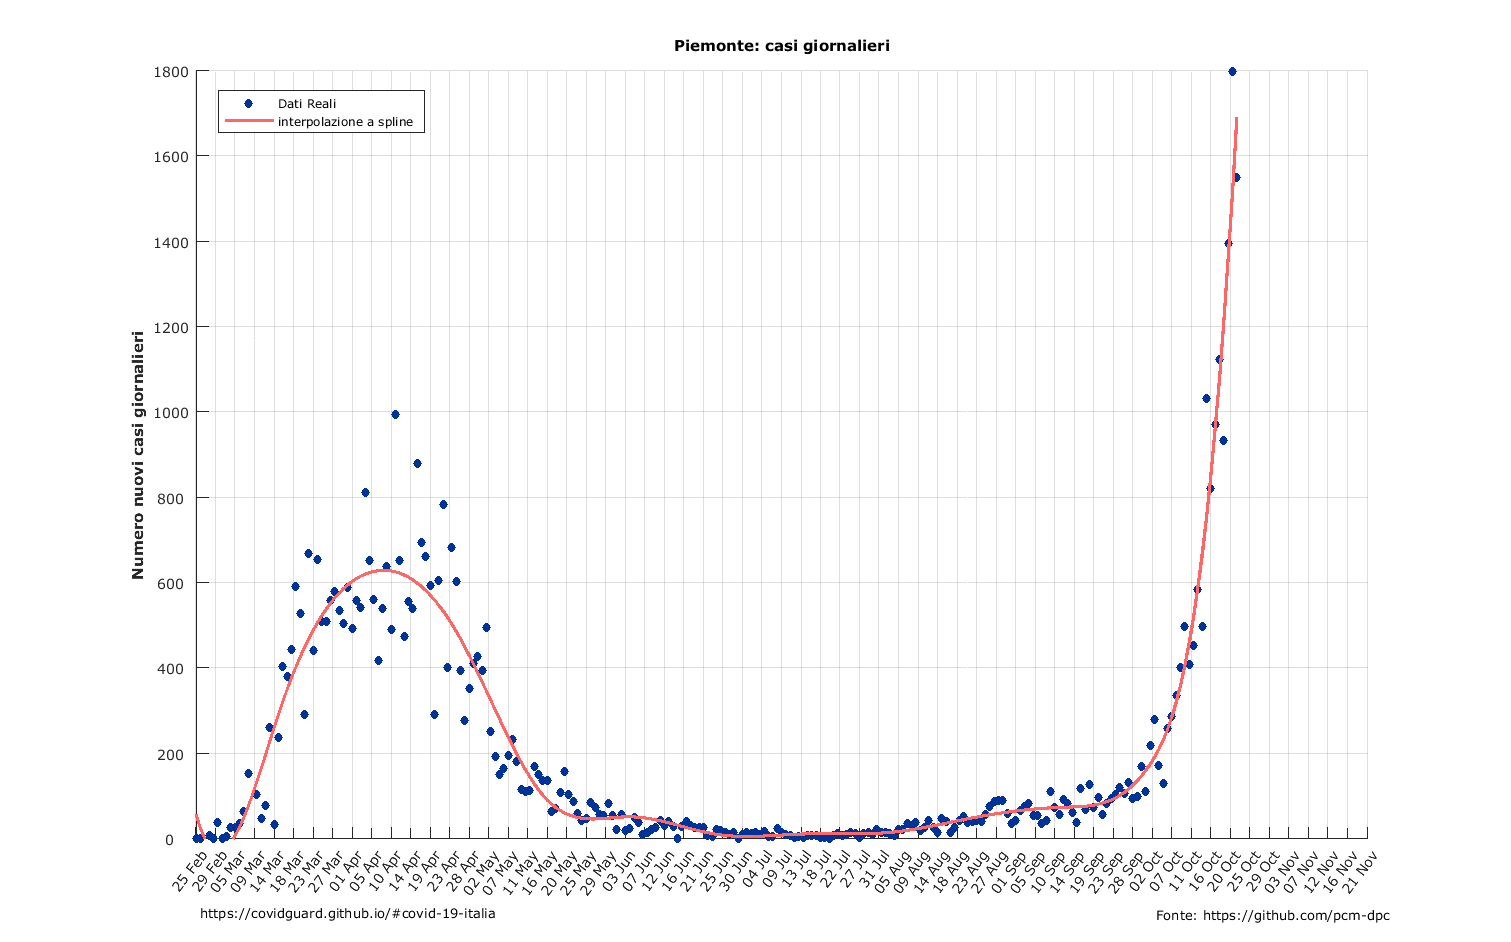 Piemonte: casi giornalieri
Dati Reali
interpolazione a spline
Numero nuovi casi giornalieri
1800
1600
1400
1200
1000
800
600
400
200
0
25 Feb
29 Feb
05 Mar
09 Mar
14 Mar
18 Mar
23 Mar
27 Mar
01 Apr
05 Apr
10 Apr
14 Apr
19 Apr
23 Apr
28 Apr
02 May
07 May
11 May
16 May
20 May
25 May
29 May
03 Jun
07 Jun
12 Jun
16 Jun
21 Jun
25 Jun
30 Jun
04 Jul
09 Jul
13 Jul
18 Jul
22 Jul
27 Jul
31 Jul
05 Aug
09 Aug
14 Aug
18 Aug
23 Aug
27 Aug
01 Sep
05 Sep
10 Sep
14 Sep
19 Sep
23 Sep
28 Sep
02 Oct
07 Oct
11 Oct
16 Oct
20 Oct
25 Oct
29 Oct
03 Nov
07 Nov
12 Nov
16 Nov
21 Nov
https://covidguard.github.io/#covid-19-italia
Fonte: https://github.com/pcm-dpc